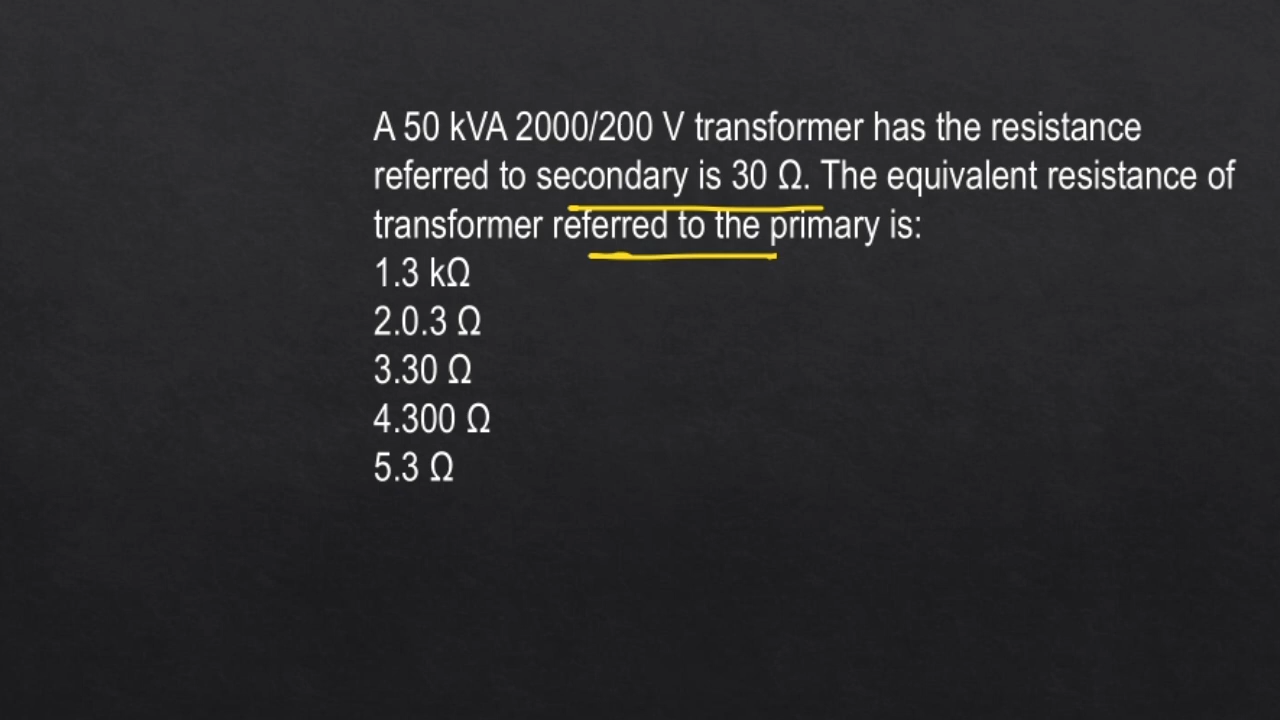 A 50 kVA 2000/200 V transformer has the resistance
referred to secondary is 30 Ω. The equivalent resistance of
transformer referred to the primary is:
1.3 kΩ
2.0.3 Ω
3.30 Ω
4.300 Ω
5.3 Ω